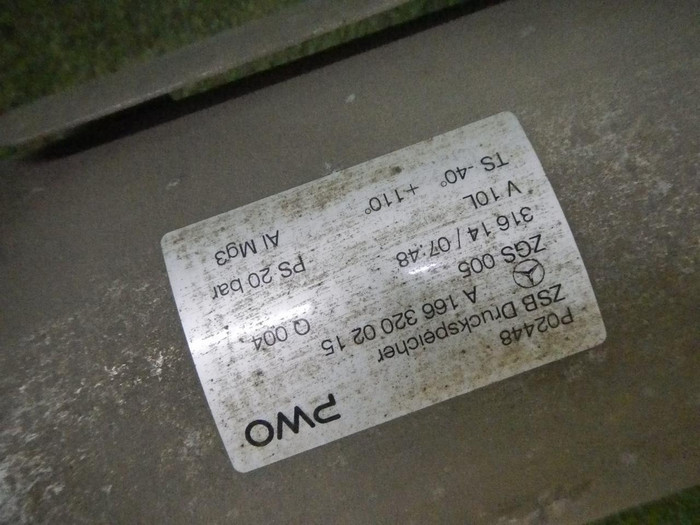 PWO
P02448
ZSB Druckspeicher
A 166 320 02 15
ZGS 005 Q 004
316 14 / 07:48
V 10L PS 20 bar
TS -40° +110° Al Mg3